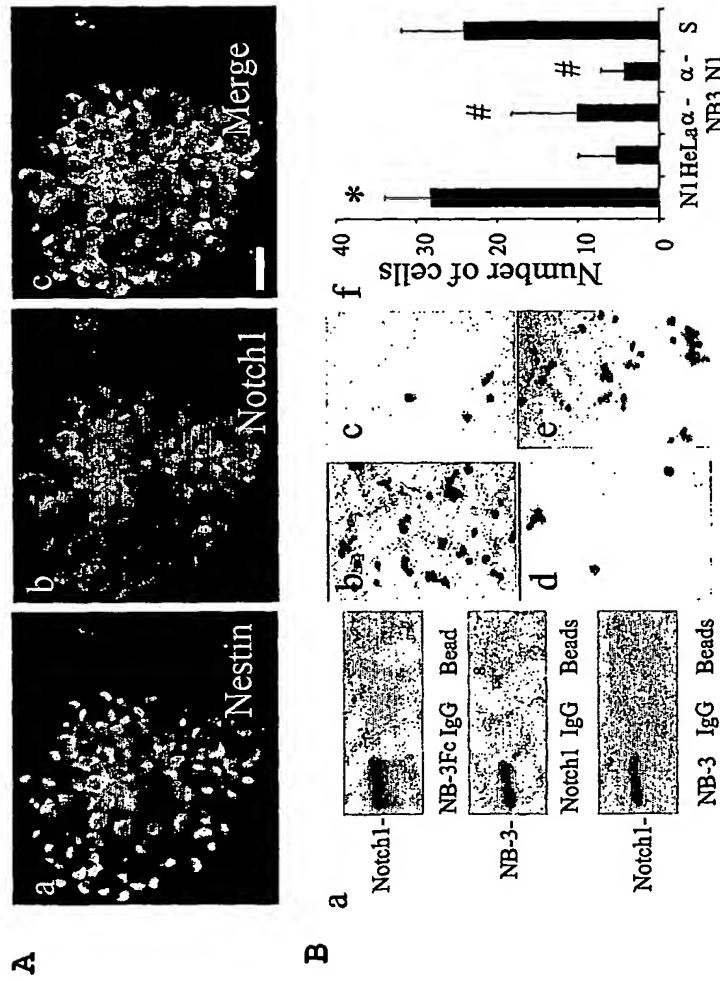 A
a
Nestin
b
Notch1
c
Merge
B
a
Notch1-
NB-3Fc IgG Bead
NB-3-
Notch1 IgG Beads
Notch1-
NB-3 IgG Beads
b
c
d
e
f
Number of cells
40
30
20
10
0
*
#
#
N1 HeLa α- α- S
NB3 N1